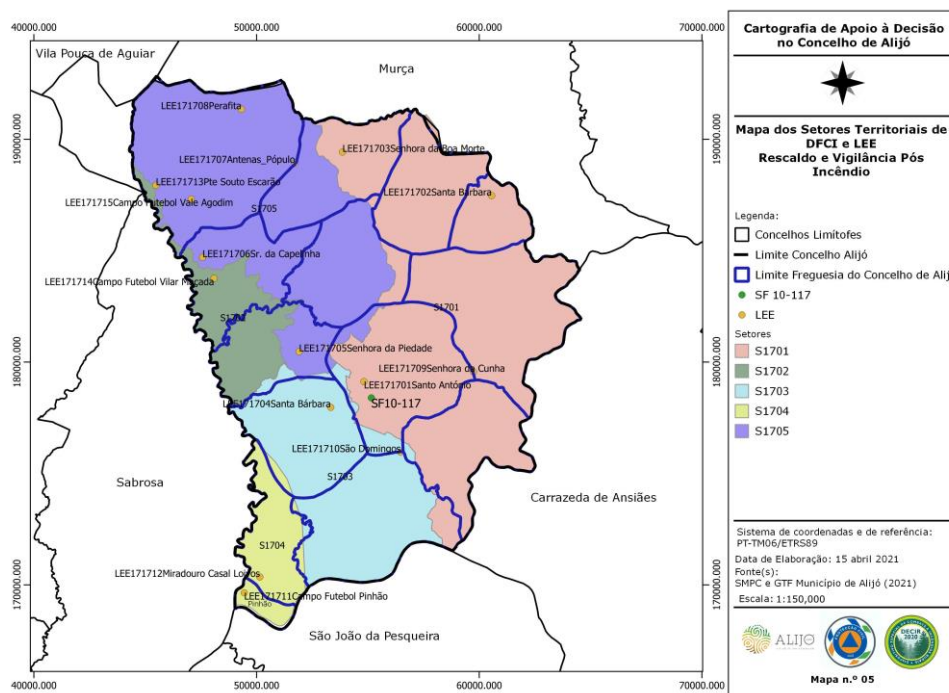 40000.000
50000.000
60000.000
70000.000
Vila Pouca de Aguiar
Murça
LEE171708Perafita
190000.000
190000.000
LEE171703Senhora da Boa Morte
LEE171707Antenas_Pópulo
LEE171713Pte Souto Escarão
LEE171702Santa Bárbara
LEE171715Campo Futebol Vale Agodim
S1705
LEE171706Sr. da Capelinha
LEE171714Campo Futebol Vilar Maçada
S1701
S1702
LEE171705Senhora da Piedade
180000.000
180000.000
LEE171709Senhora da Cunha
LEE171701Santo António
LEE171704Santa Bárbara
SF10-117
LEE171710São Domingos
S1703
Sabrosa
Carrazeda de Ansiães
S1704
LEE171712Miradouro Casal Loivos
170000.000
170000.000
LEE171711Campo Futebol Pinhão
Pinhão
São João da Pesqueira
40000.000
50000.000
60000.000
70000.000
Cartografia de Apoio à Decisão
no Concelho de Alijó
Mapa dos Setores Territoriais de
DFCI e LEE
Rescaldo e Vigilância Pós
Incêndio
Legenda:
Concelhos Limítofes
Limite Concelho Alijó
Limite Freguesia do Concelho de Alij
SF 10-117
LEE
Setores
S1701
S1702
S1703
S1704
S1705
Sistema de coordenadas e de referência:
PT-TM06/ETRS89
Data de Elaboração: 15 abril 2021
Fonte(s):
SMPC e GTF Município de Alijó (2021)
Escala: 1:150,000
ALIJÓ
DECIR
Mapa n.º 05